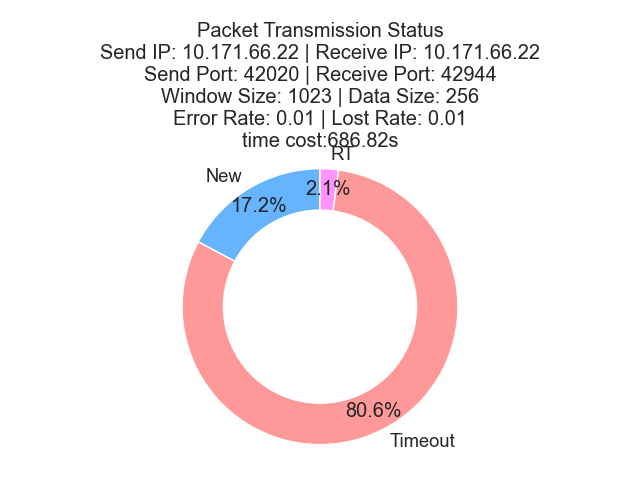 Packet Transmission Status
Send IP: 10.171.66.22 | Receive IP: 10.171.66.22
Send Port: 42020 | Receive Port: 42944
Window Size: 1023 | Data Size: 256
Error Rate: 0.01 | Lost Rate: 0.01
time cost:686.82s
RT
New
2.1%
17.2%
80.6%
Timeout